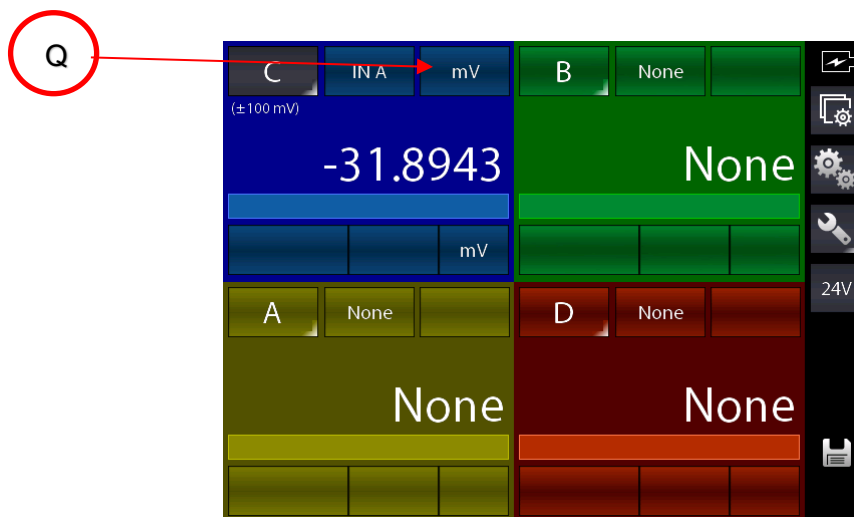 Q
C IN A mV
(±100 mV)
-31.8943
mV
B None
None
A None
None
D None
None
24V